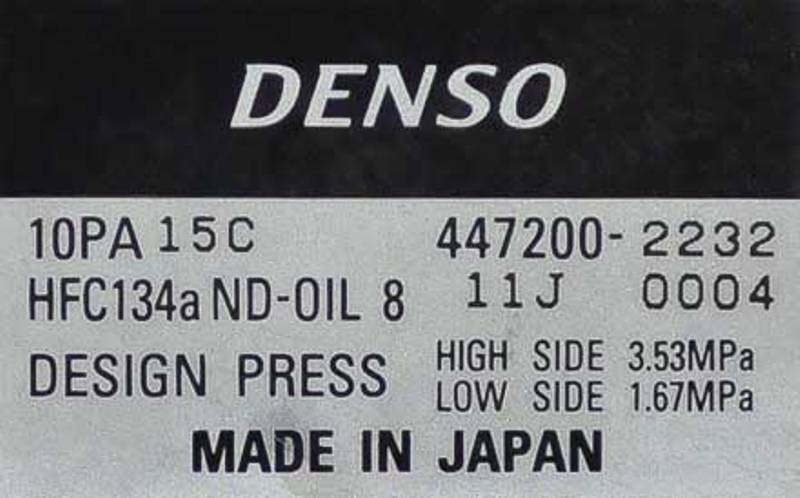 DENSO
10PA 15C 447200-2232
HFC134a ND-OIL 8 11J 0004
DESIGN PRESS HIGH SIDE 3.53MPa
LOW SIDE 1.67MPa
MADE IN JAPAN